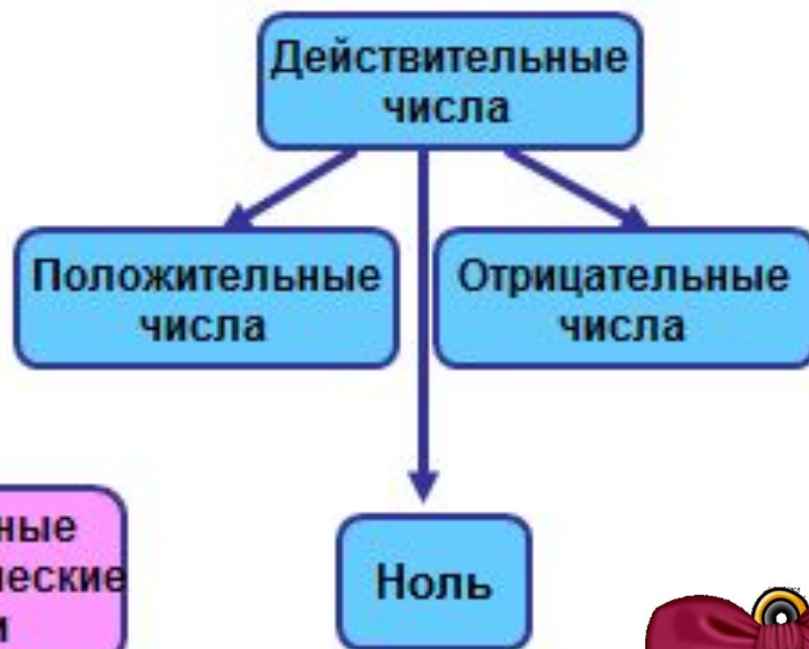 Действительные
числа
Положительные
числа
Отрицательные
числа
Ноль